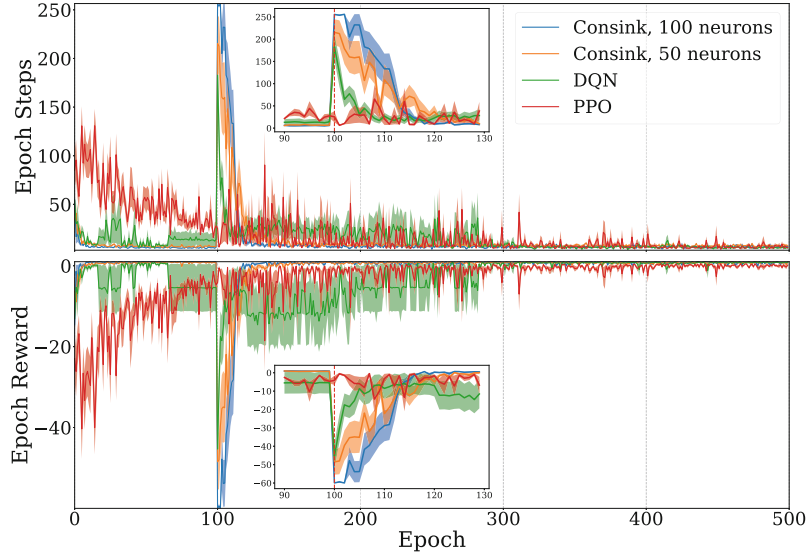 250
200
150
100
50
Epoch Steps
250
200
150
100
50
0
90 100 110 120 130
Consink, 100 neurons
Consink, 50 neurons
DQN
PPO
0
−20
−40
Epoch Reward
0
−10
−20
−30
−40
−50
−60
90 100 110 120 130
0 100 200 300 400 500
Epoch